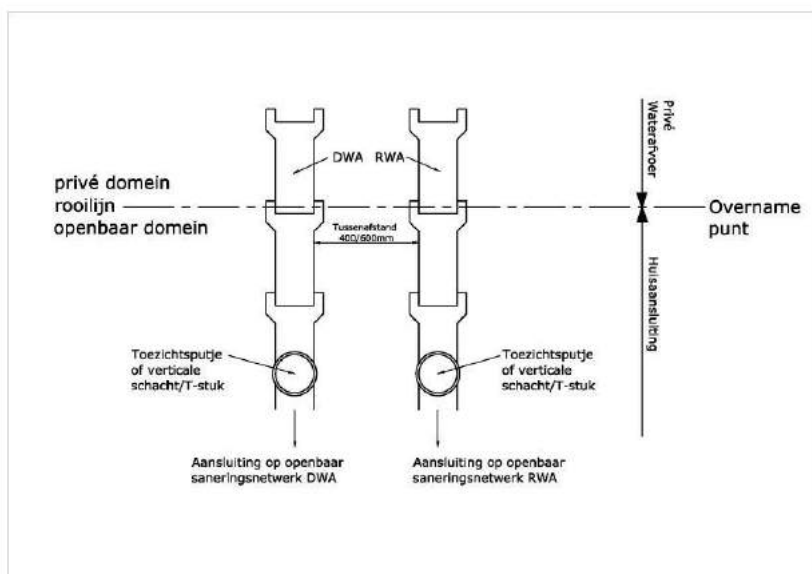 Privé
Waterafvoer
DWA RWA
privé domein
rooilijn
openbaar domein
Overname
punt
Tussenafstand
400/600mm
Huisaansluiting
Toezichtsputje
of verticale
schacht/T-stuk
Toezichtsputje
of verticale
schacht/T-stuk
Aansluiting op openbaar
saneringsnetwerk DWA
Aansluiting op openbaar
saneringsnetwerk RWA